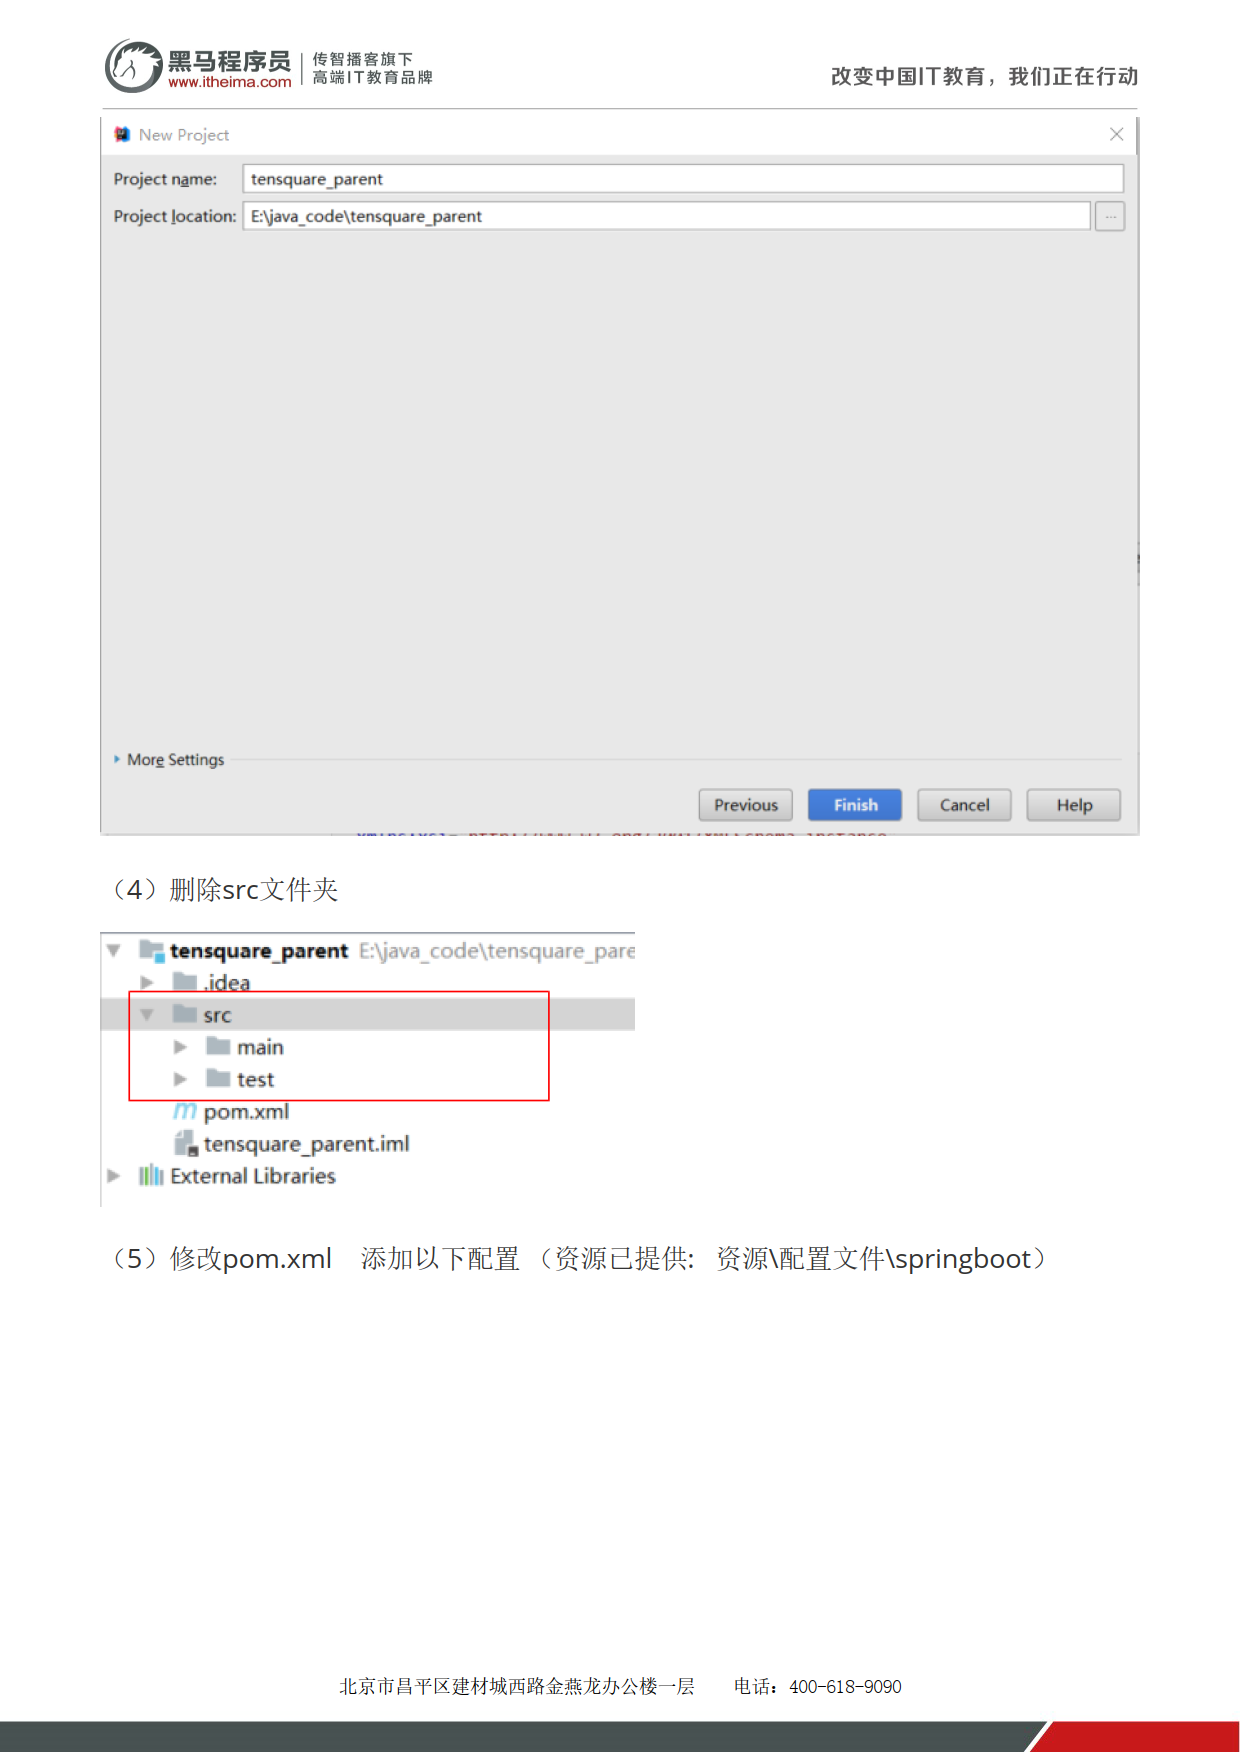 黑马程序员
www.itheima.com
传智播客旗下
高端IT教育品牌
改变中国IT教育，我们正在行动
New Project
Project name: tensquare_parent
Project location: E:\java_code\tensquare_parent
...
More Settings
Previous Finish Cancel Help
（4）删除src文件夹
tensquare_parent E:\java_code\tensquare_pare
.idea
src
main
test
pom.xml
tensquare_parent.iml
External Libraries
（5）修改pom.xml 添加以下配置 （资源已提供: 资源\配置文件\springboot）
北京市昌平区建材城西路金燕龙办公楼一层 电话：400-618-9090